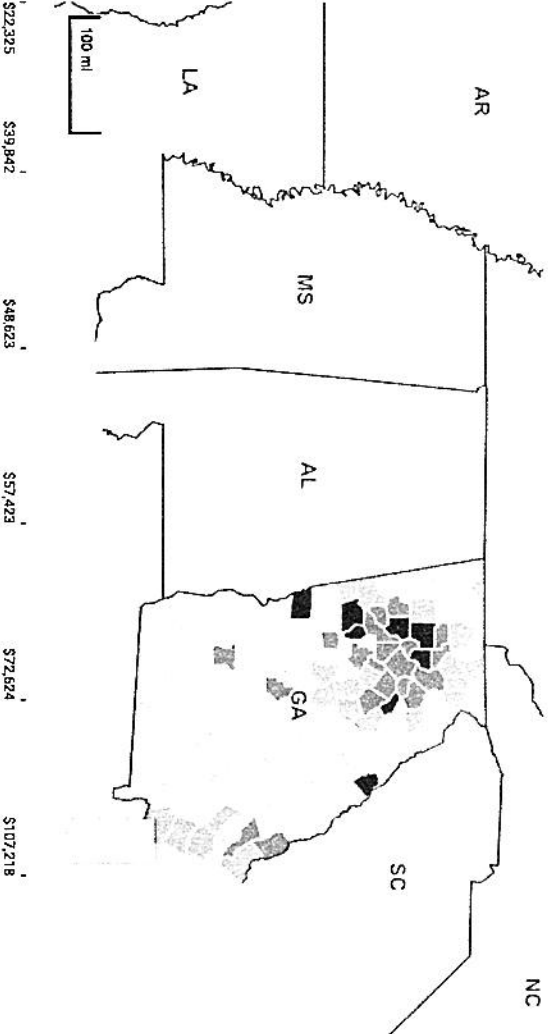 NC
AR
SC
MS
AL
GA
LA
100 mi
$22,325
$39,842
$48,623
$57,423
$72,624
$107,218